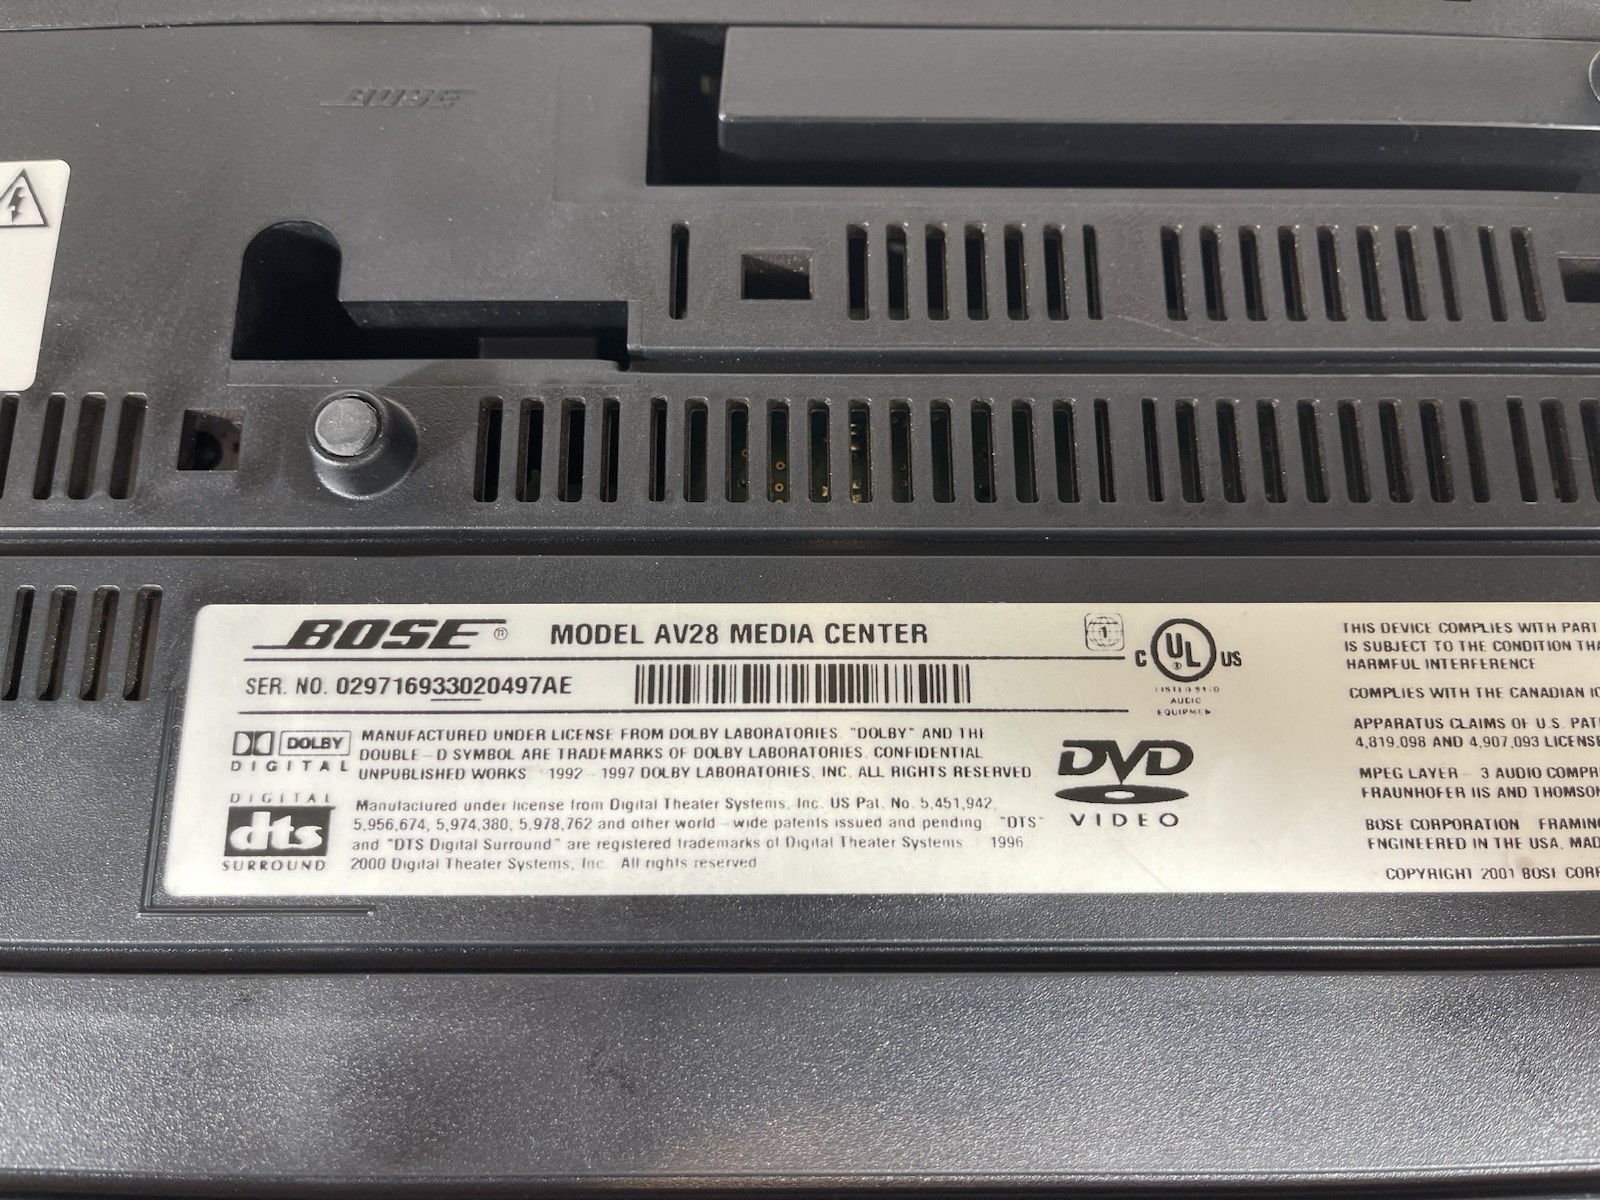 BOSE
BOSE ® MODEL AV28 MEDIA CENTER
1
C UL ® US
SER. NO. 029716933020497AE
LISTED
AUDIO
EQUIPMEN
DOLBY
DIGITAL
MANUFACTURED UNDER LICENSE FROM DOLBY LABORATORIES. "DOLBY" AND THE
DOUBLE-D SYMBOL ARE TRADEMARKS OF DOLBY LABORATORIES. CONFIDENTIAL
UNPUBLISHED WORKS 1992-1997 DOLBY LABORATORIES, INC. ALL RIGHTS RESERVED
DIGITAL
dts
SURROUND
Manufactured under license from Digital Theater Systems, Inc. US Pat. No. 5,451,942,
5,956,674, 5,974,380, 5,978,762 and other world-wide patents issued and pending. "DTS"
and "DTS Digital Surround" are registered trademarks of Digital Theater Systems 1996
2000 Digital Theater Systems, Inc. All rights reserved
DVD
VIDEO
THIS DEVICE COMPLIES WITH PART
IS SUBJECT TO THE CONDITION THA
HARMFUL INTERFERENCE
COMPLIES WITH THE CANADIAN IC
APPARATUS CLAIMS OF U.S. PAT
4,819,098 AND 4,907,093 LICENSE
MPEG LAYER-3 AUDIO COMPR
FRAUNHOFER IIS AND THOMSON
BOSE CORPORATION FRAMING
ENGINEERED IN THE USA. MAD
COPYRIGHT 2001 BOSE CORP